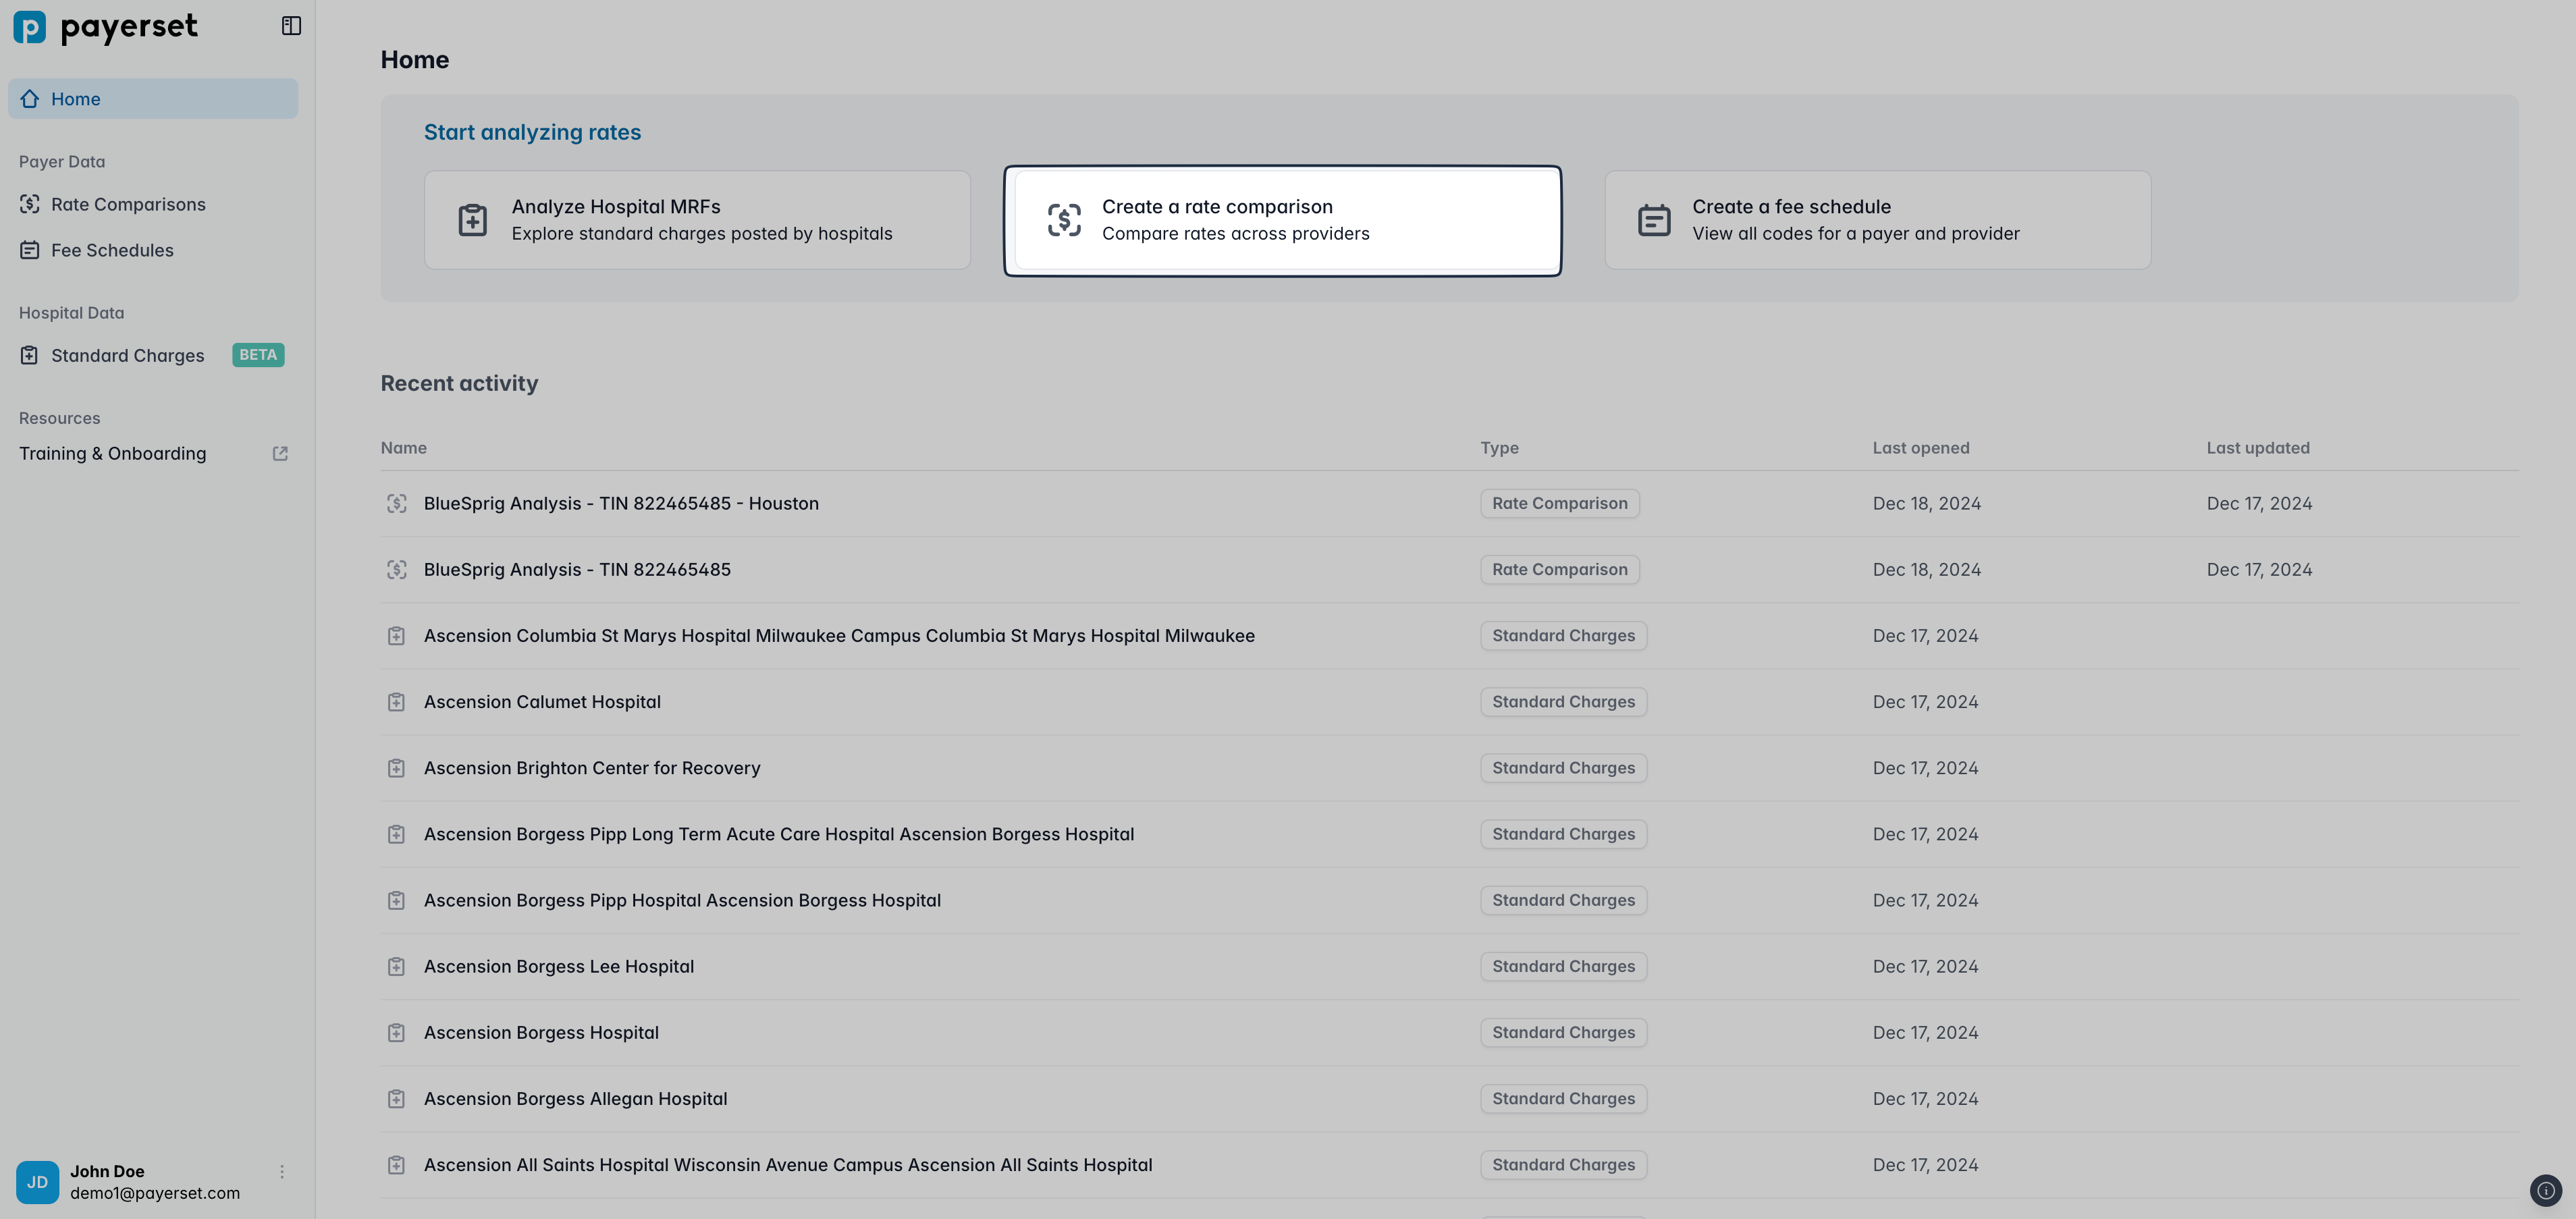 payerset
Home
Payer Data
Rate Comparisons
Fee Schedules
Hospital Data
Standard Charges BETA
Resources
Training & Onboarding
JD
John Doe
demo1@payerset.com
Home
Start analyzing rates
Analyze Hospital MRFs
Explore standard charges posted by hospitals
Create a rate comparison
Compare rates across providers
Create a fee schedule
View all codes for a payer and provider
Recent activity
Name Type Last opened Last updated
BlueSprig Analysis - TIN 822465485 - Houston Rate Comparison Dec 18, 2024 Dec 17, 2024
BlueSprig Analysis - TIN 822465485 Rate Comparison Dec 18, 2024 Dec 17, 2024
Ascension Columbia St Marys Hospital Milwaukee Campus Columbia St Marys Hospital Milwaukee Standard Charges Dec 17, 2024
Ascension Calumet Hospital Standard Charges Dec 17, 2024
Ascension Brighton Center for Recovery Standard Charges Dec 17, 2024
Ascension Borgess Pipp Long Term Acute Care Hospital Ascension Borgess Hospital Standard Charges Dec 17, 2024
Ascension Borgess Pipp Hospital Ascension Borgess Hospital Standard Charges Dec 17, 2024
Ascension Borgess Lee Hospital Standard Charges Dec 17, 2024
Ascension Borgess Hospital Standard Charges Dec 17, 2024
Ascension Borgess Allegan Hospital Standard Charges Dec 17, 2024
Ascension All Saints Hospital Wisconsin Avenue Campus Ascension All Saints Hospital Standard Charges Dec 17, 2024